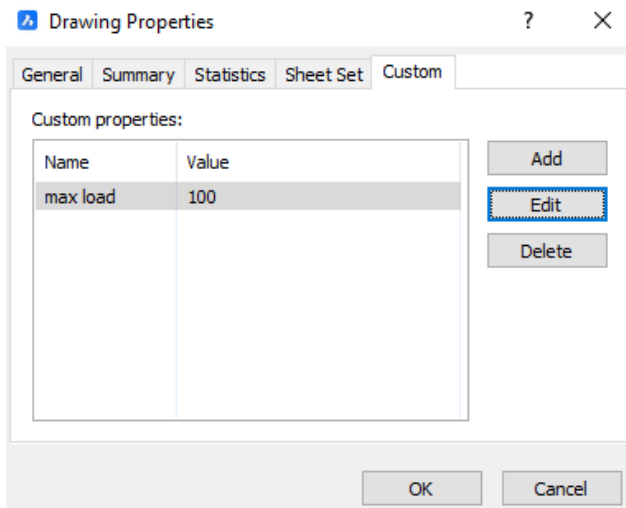 Drawing Properties ? X
General Summary Statistics Sheet Set Custom
Custom properties:
Name Value
max load 100
Add
Edit
Delete
OK Cancel